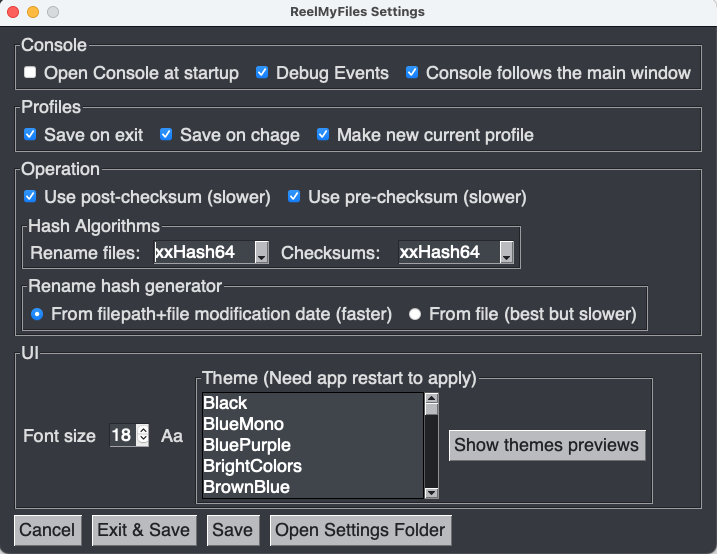 ReelMyFiles Settings
Console
Open Console at startup Debug Events Console follows the main window
Profiles
Save on exit Save on chage Make new current profile
Operation
Use post-checksum (slower) Use pre-checksum (slower)
Hash Algorithms
Rename files: xxHash64 Checksums: xxHash64
Rename hash generator
From filepath+file modification date (faster) From file (best but slower)
UI
Theme (Need app restart to apply)
Black
BlueMono
BluePurple
BrightColors
BrownBlue
Font size 18 Aa
Show themes previews
Cancel Exit & Save Save Open Settings Folder